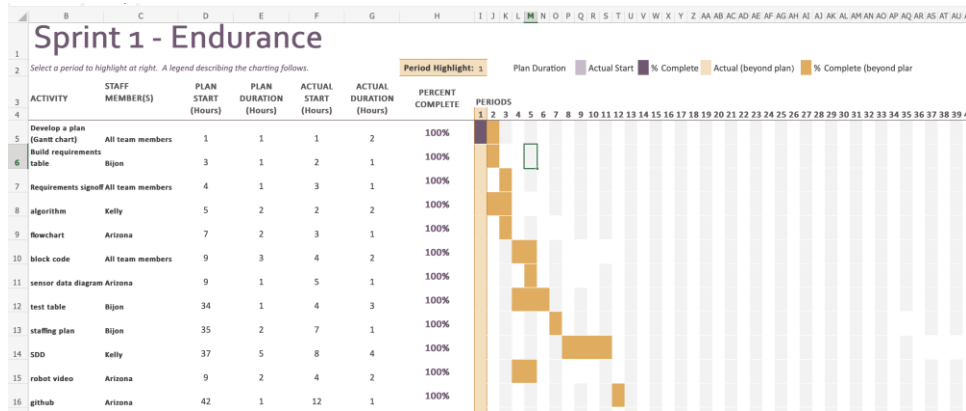 B C D E F G H I J K L M N O P Q R S T U V W X Y Z AA AB AC AD AE AF AG AH AI AJ AK AL AM AN AO AP AQ AR AS AT AU
1 Sprint 1 - Endurance
2 Select a period to highlight at right. A legend describing the charting follows. Period Highlight: 1 Plan Duration Actual Start % Complete Actual (beyond plan) % Complete (beyond plar
3 ACTIVITY STAFF MEMBER(S) PLAN START (Hours) PLAN DURATION (Hours) ACTUAL START (Hours) ACTUAL DURATION (Hours) PERCENT COMPLETE PERIODS
4 1 2 3 4 5 6 7 8 9 10 11 12 13 14 15 16 17 18 19 20 21 22 23 24 25 26 27 28 29 30 31 32 33 34 35 36 37 38 39
5 Develop a plan (Gantt chart) All team members 1 1 1 2 100%
6 Build requirements table Bijon 3 1 2 1 100%
7 Requirements signoff All team members 4 1 3 1 100%
8 algorithm Kelly 5 2 2 2 100%
9 flowchart Arizona 7 2 3 1 100%
10 block code All team members 9 3 4 2 100%
11 sensor data diagram Arizona 9 1 5 1 100%
12 test table Bijon 34 1 4 3 100%
13 staffing plan Bijon 35 2 7 1 100%
14 SDD Kelly 37 5 8 4 100%
15 robot video Arizona 9 2 4 2 100%
16 github Arizona 42 1 12 1 100%